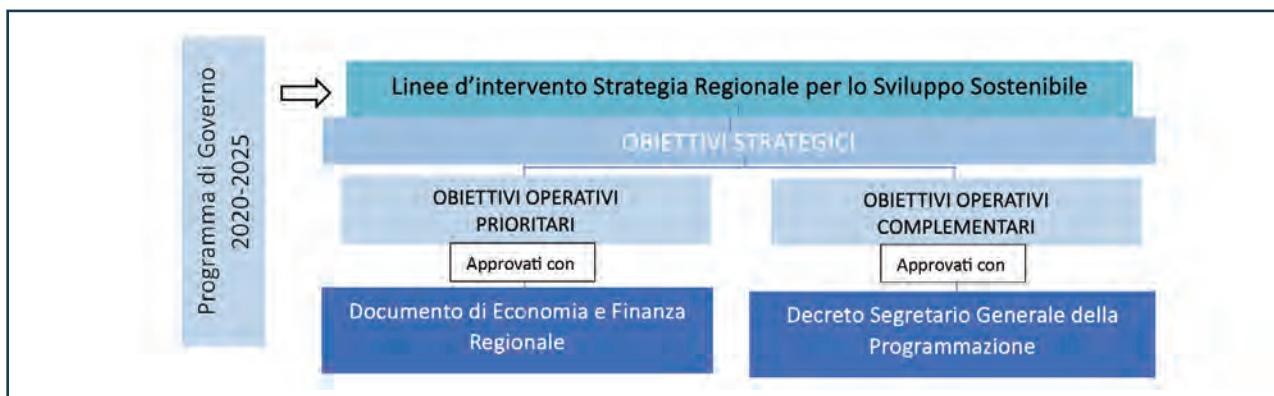 Programma di Governo
2020-2025
Linee d'intervento Strategia Regionale per lo Sviluppo Sostenibile
OBIETTIVI STRATEGICI
OBIETTIVI OPERATIVI
PRIORITARI
OBIETTIVI OPERATIVI
COMPLEMENTARI
Approvati con
Approvati con
Documento di Economia e Finanza
Regionale
Decreto Segretario Generale della
Programmazione